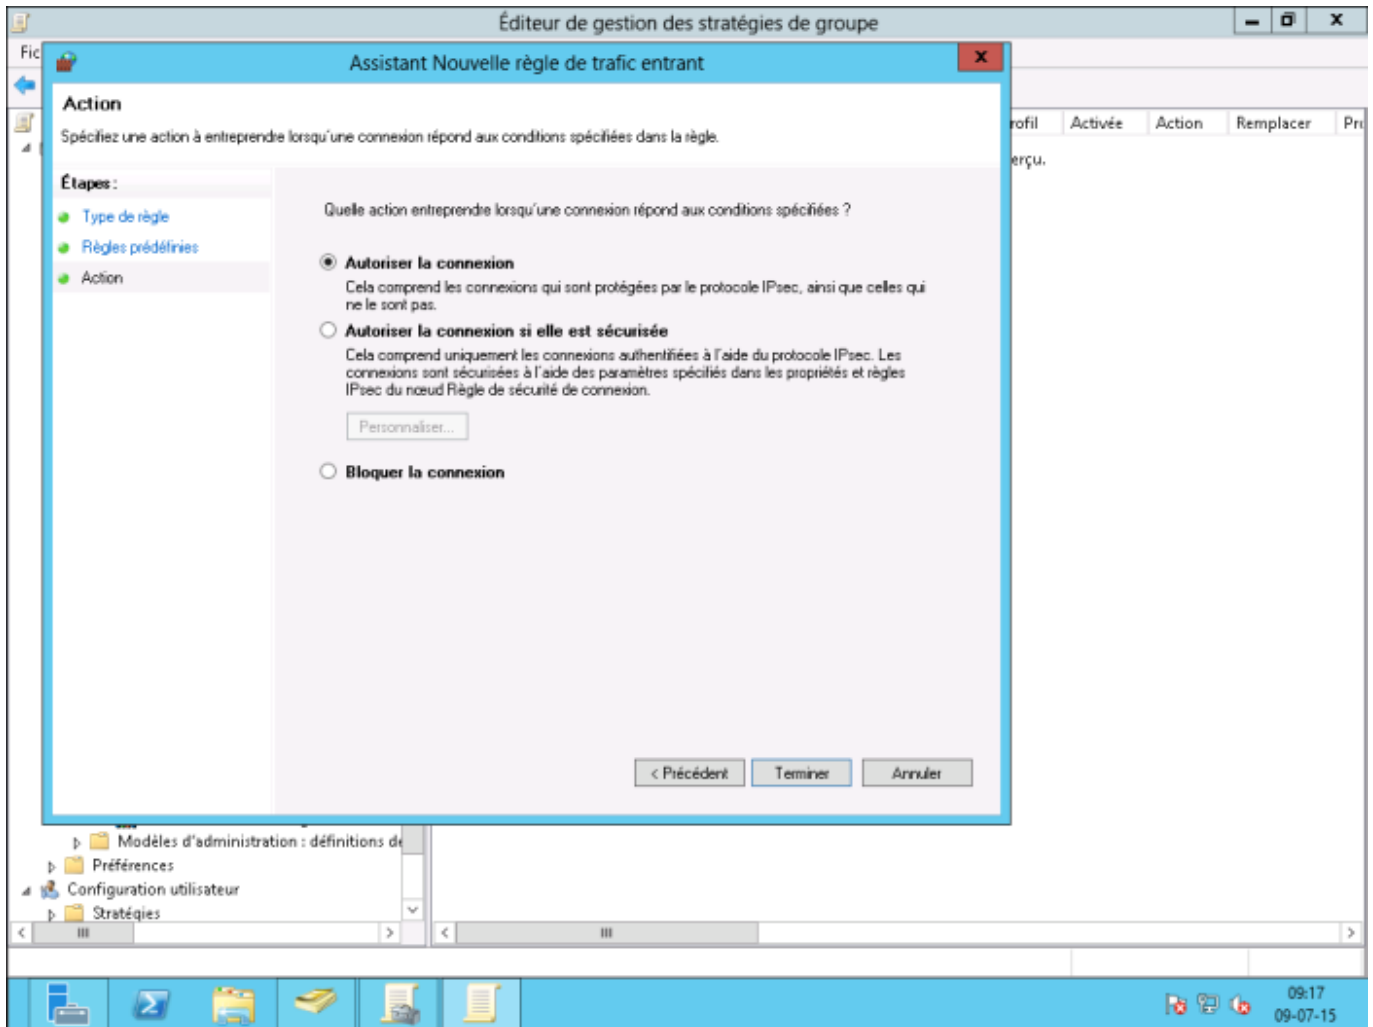 Éditeur de gestion des stratégies de groupe
Fic
Assistant Nouvelle règle de trafic entrant
Action
Spécifiez une action à entreprendre lorsqu'une connexion répond aux conditions spécifiées dans la règle.
rofil Activée Action Remplacer Pro
erçu.
Étapes :
Type de règle
Règles prédéfinies
Action
Quelle action entreprendre lorsqu'une connexion répond aux conditions spécifiées ?
Autoriser la connexion
Cela comprend les connexions qui sont protégées par le protocole IPsec, ainsi que celles qui
ne le sont pas.
Autoriser la connexion si elle est sécurisée
Cela comprend uniquement les connexions authentifiées à l'aide du protocole IPsec. Les
connexions sont sécurisées à l'aide des paramètres spécifiés dans les propriétés et règles
IPsec du nœud Règle de sécurité de connexion.
Personnaliser...
Bloquer la connexion
< Précédent Terminer Annuler
Modèles d'administration : définitions de
Préférences
Configuration utilisateur
Stratégies
09:17
09-07-15